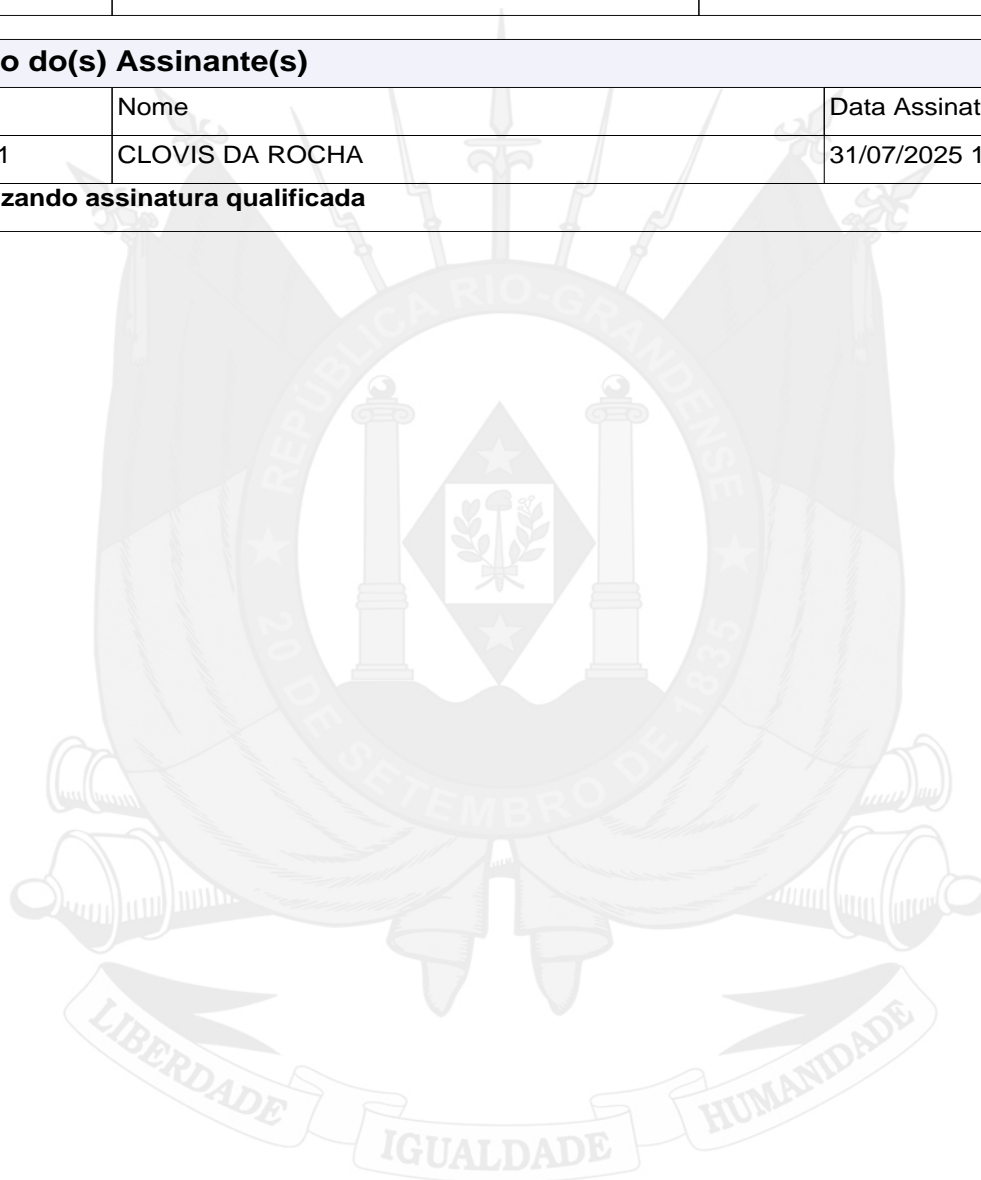 o do(s) Assinante(s)
Nome Data Assinat
1 CLOVIS DA ROCHA 31/07/2025 1
zando assinatura qualificada
REPÚBLICA RIO-GRANDENSE
20 DE SETEMBRO DE 1835
LIBERDADE IGUALDADE HUMANIDADE